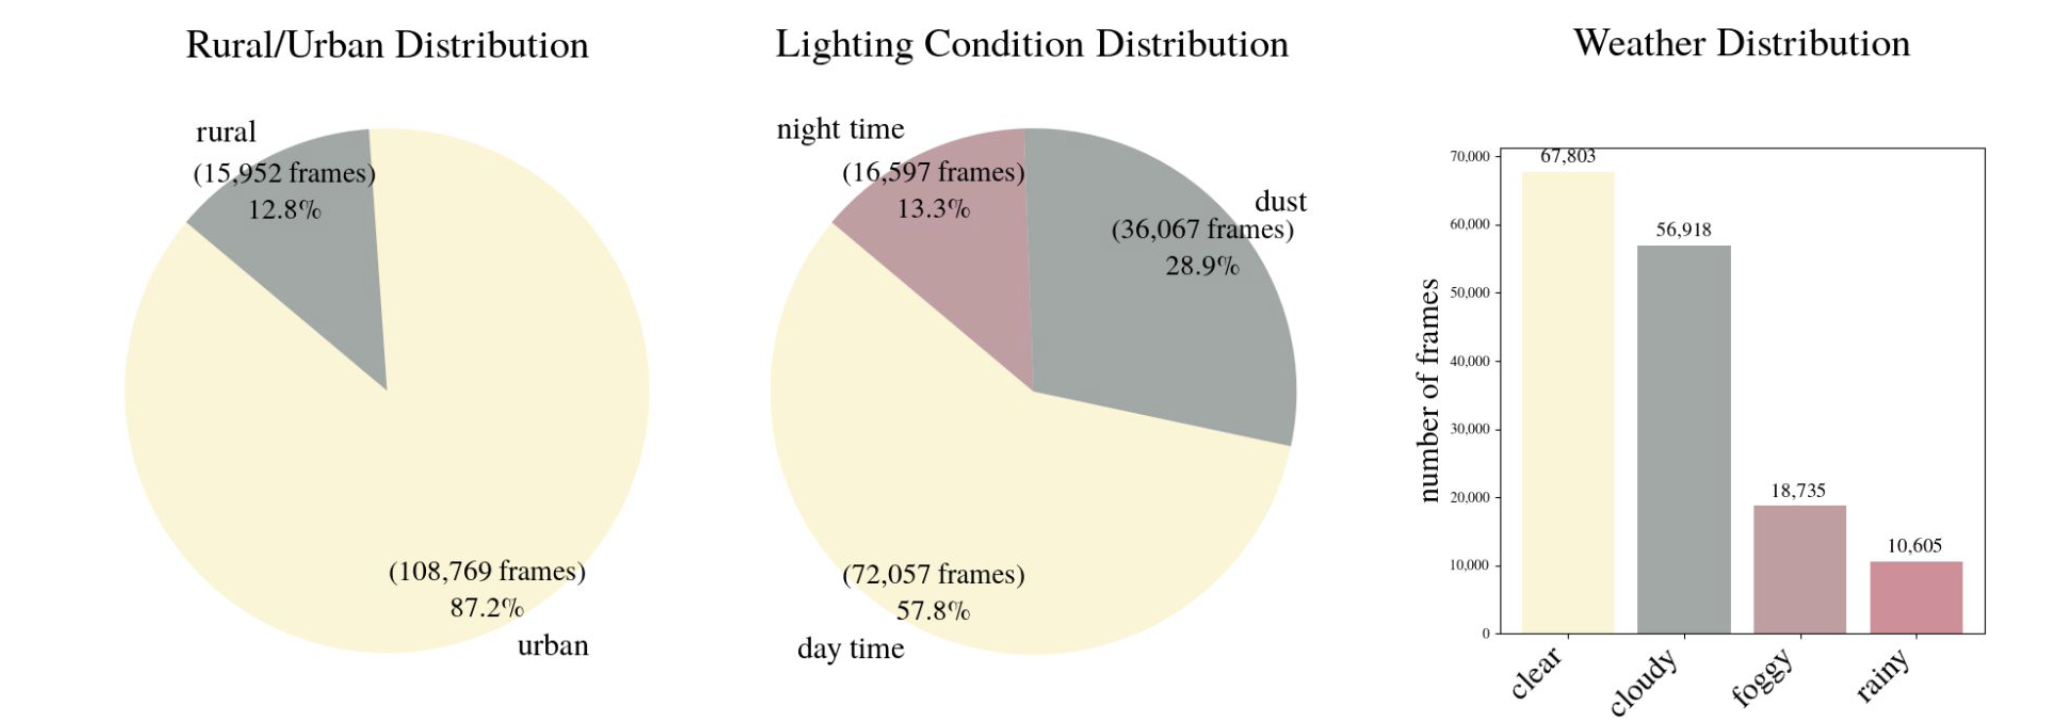 Rural/Urban Distribution
rural
(15,952 frames)
12.8%
(108,769 frames)
87.2%
urban
Lighting Condition Distribution
night time
(16,597 frames)
13.3%
dust
(36,067 frames)
28.9%
(72,057 frames)
57.8%
day time
Weather Distribution
number of frames
70,000
60,000
50,000
40,000
30,000
20,000
10,000
0
67,803
56,918
18,735
10,605
clear
cloudy
foggy
rainy